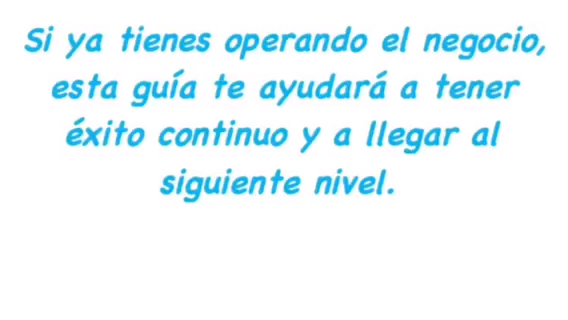 Si ya tienes operando el negocio,
esta guía te ayudará a tener
éxito continuo y a llegar al
siguiente nivel.